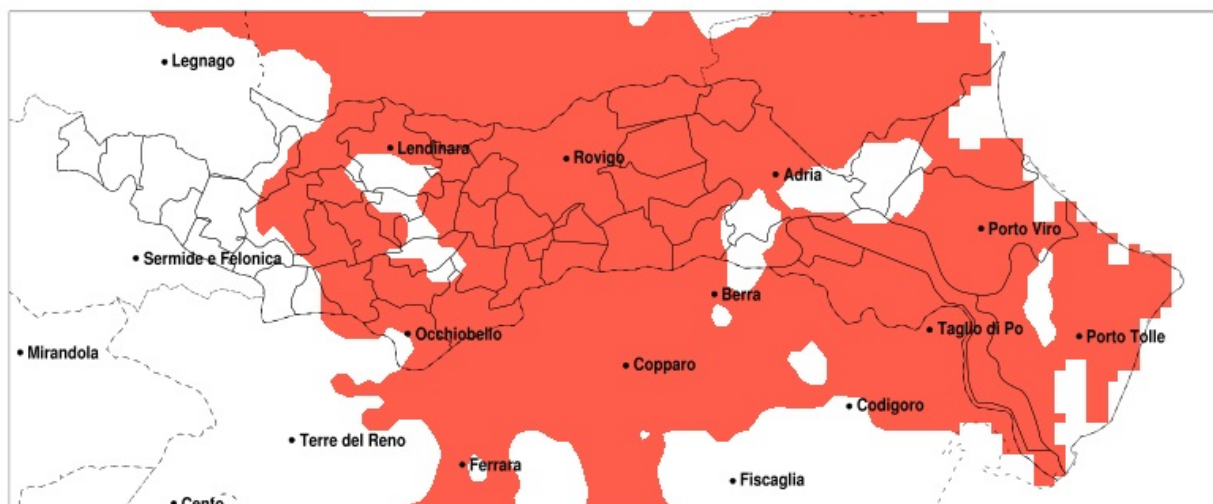 Legnago
Lendinara
Rovigo
Adria
Porto Viro
Sermide e Felonica
Berra
Taglio di Po
Occhiobello
Porto Tolle
Mirandola
Copparo
Codigoro
Terre del Reno
Ferrara
Fiscaglia
Cento